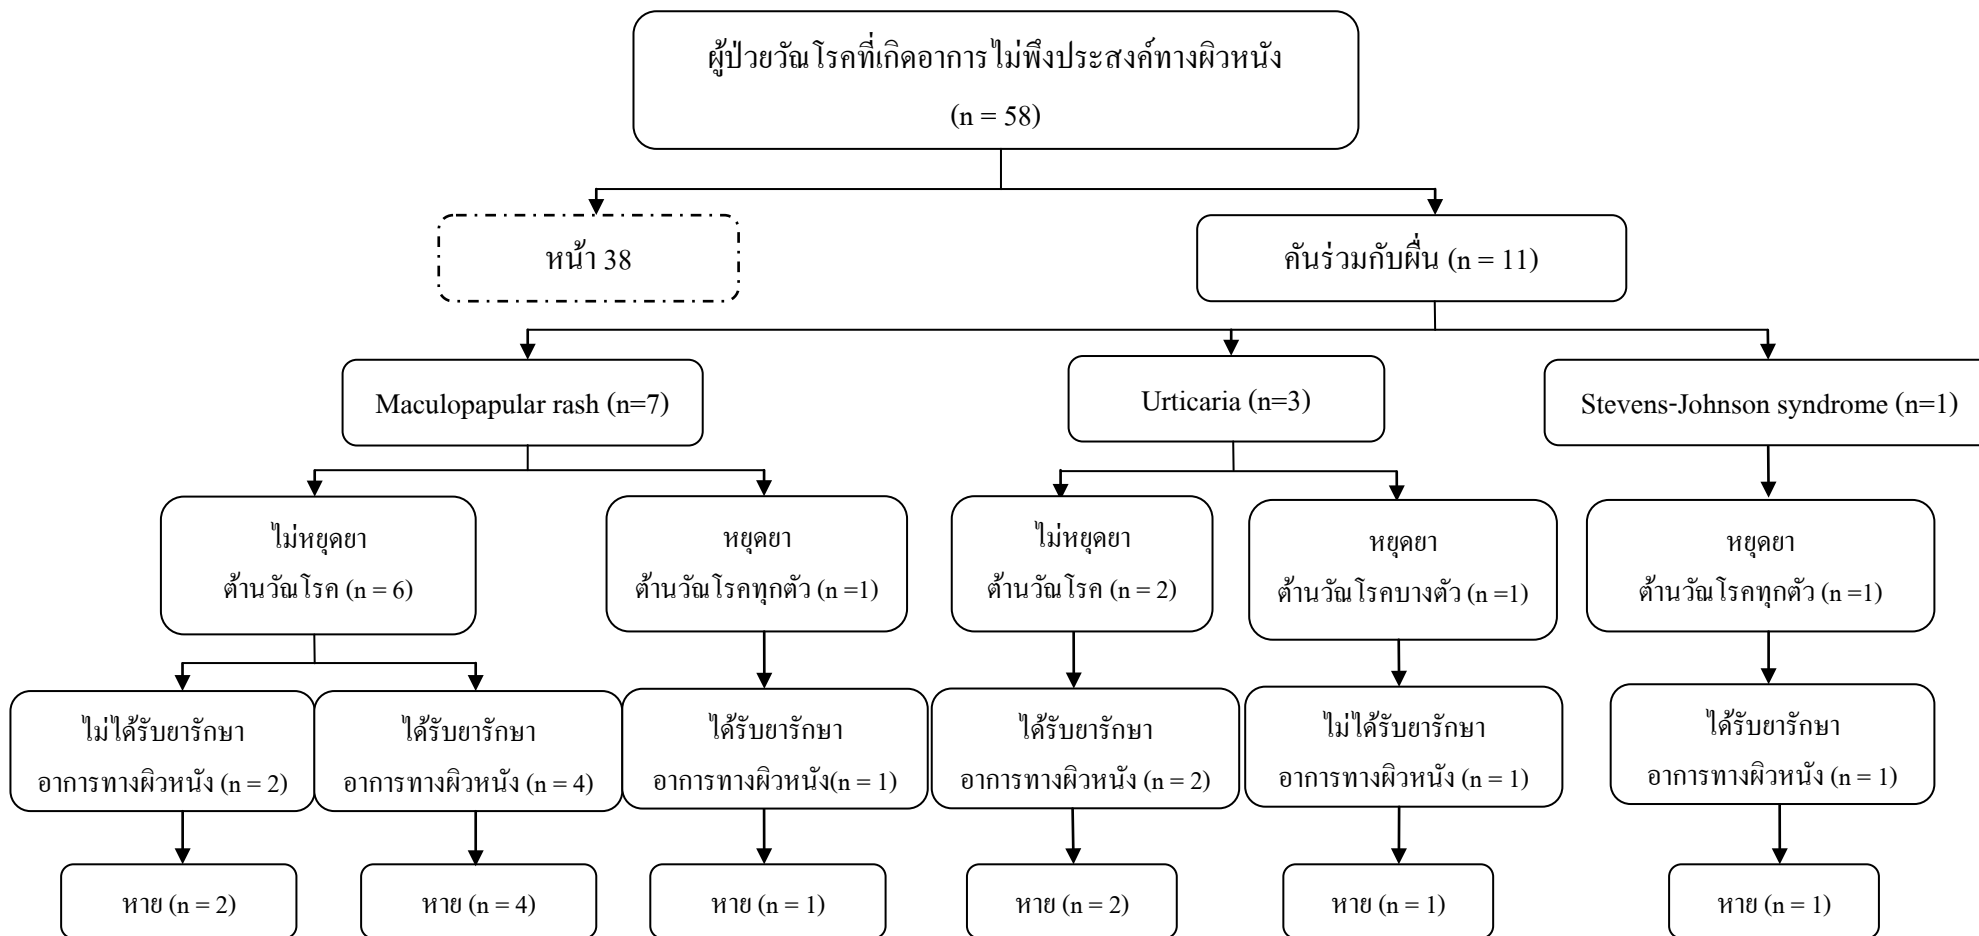 ผู้ป่วยวัณโรคที่เกิดอาการไม่พึงประสงค์ทางผิวหนัง
(n = 58)
หน้า 38
คันร่วมกับผื่น (n = 11)
Maculopapular rash (n=7)
Urticaria (n=3)
Stevens-Johnson syndrome (n=1)
ไม่หยุดยา
ต้านวัณโรค (n = 6)
หยุดยา
ต้านวัณโรคทุกตัว (n =1)
ไม่หยุดยา
ต้านวัณโรค (n = 2)
หยุดยา
ต้านวัณโรคบางตัว (n =1)
หยุดยา
ต้านวัณโรคทุกตัว (n =1)
ไม่ได้รับยารักษา
อาการทางผิวหนัง (n = 2)
ได้รับยารักษา
อาการทางผิวหนัง (n = 4)
ได้รับยารักษา
อาการทางผิวหนัง(n = 1)
ได้รับยารักษา
อาการทางผิวหนัง (n = 2)
ไม่ได้รับยารักษา
อาการทางผิวหนัง (n = 1)
ได้รับยารักษา
อาการทางผิวหนัง (n = 1)
หาย (n = 2)
หาย (n = 4)
หาย (n = 1)
หาย (n = 2)
หาย (n = 1)
หาย (n = 1)